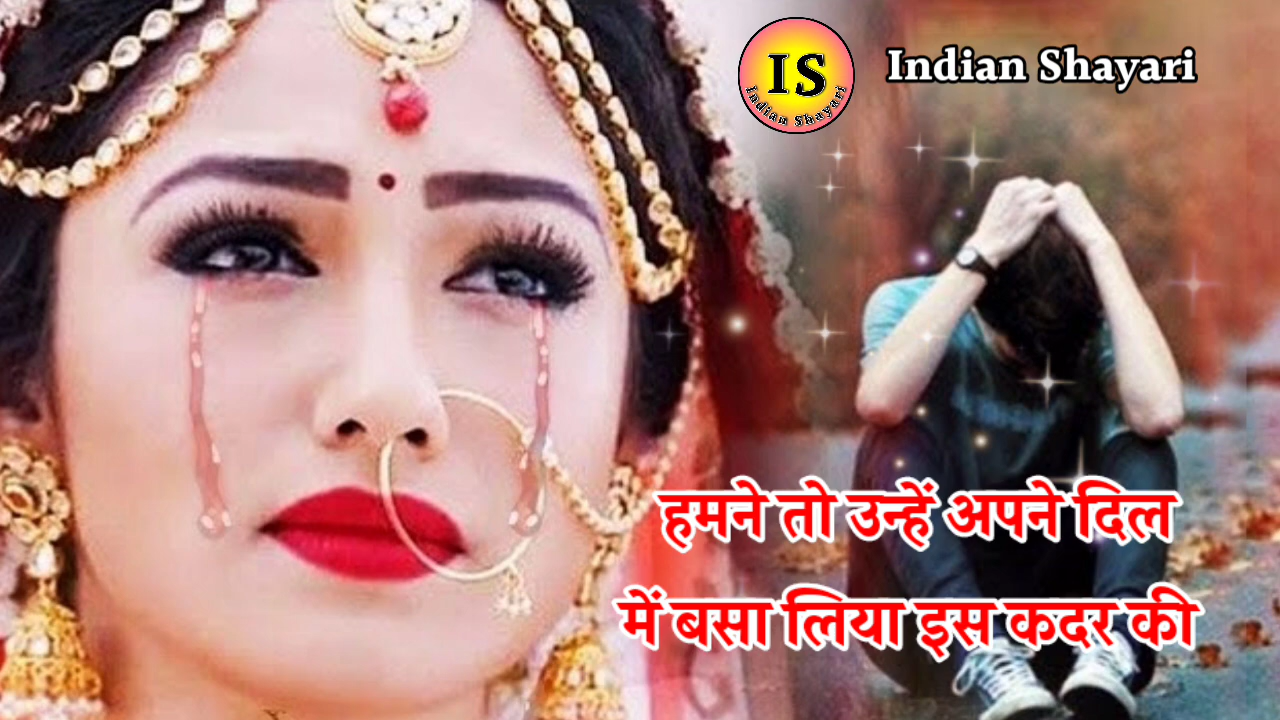 IS
Indian Shayari
Indian Shayari
हमने तो उन्हें अपने दिल
में बसा लिया इस कदर की